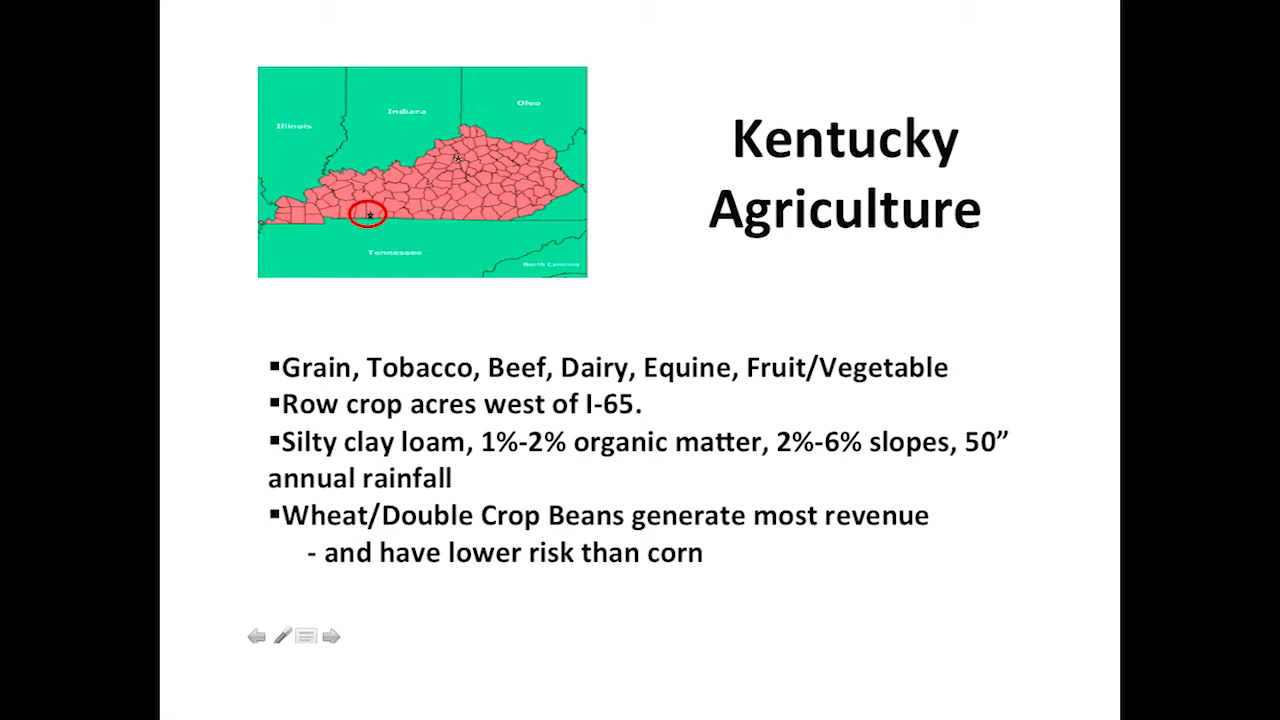 Illinois
Indiana
Ohio
Tennessee
North Carolina
Kentucky
Agriculture
▪Grain, Tobacco, Beef, Dairy, Equine, Fruit/Vegetable
▪Row crop acres west of I-65.
▪Silty clay loam, 1%-2% organic matter, 2%-6% slopes, 50”
annual rainfall
▪Wheat/Double Crop Beans generate most revenue
- and have lower risk than corn